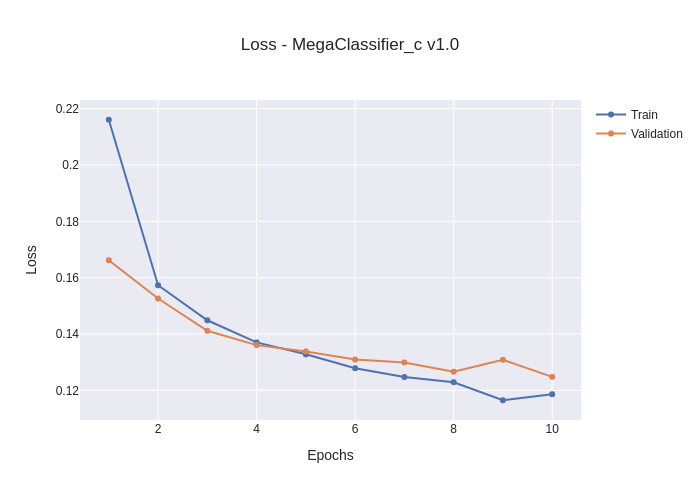 Loss - MegaClassifier_c v1.0
0.22
0.2
0.18
0.16
0.14
0.12
Loss
2
4
6
8
10
Epochs
Train
Validation